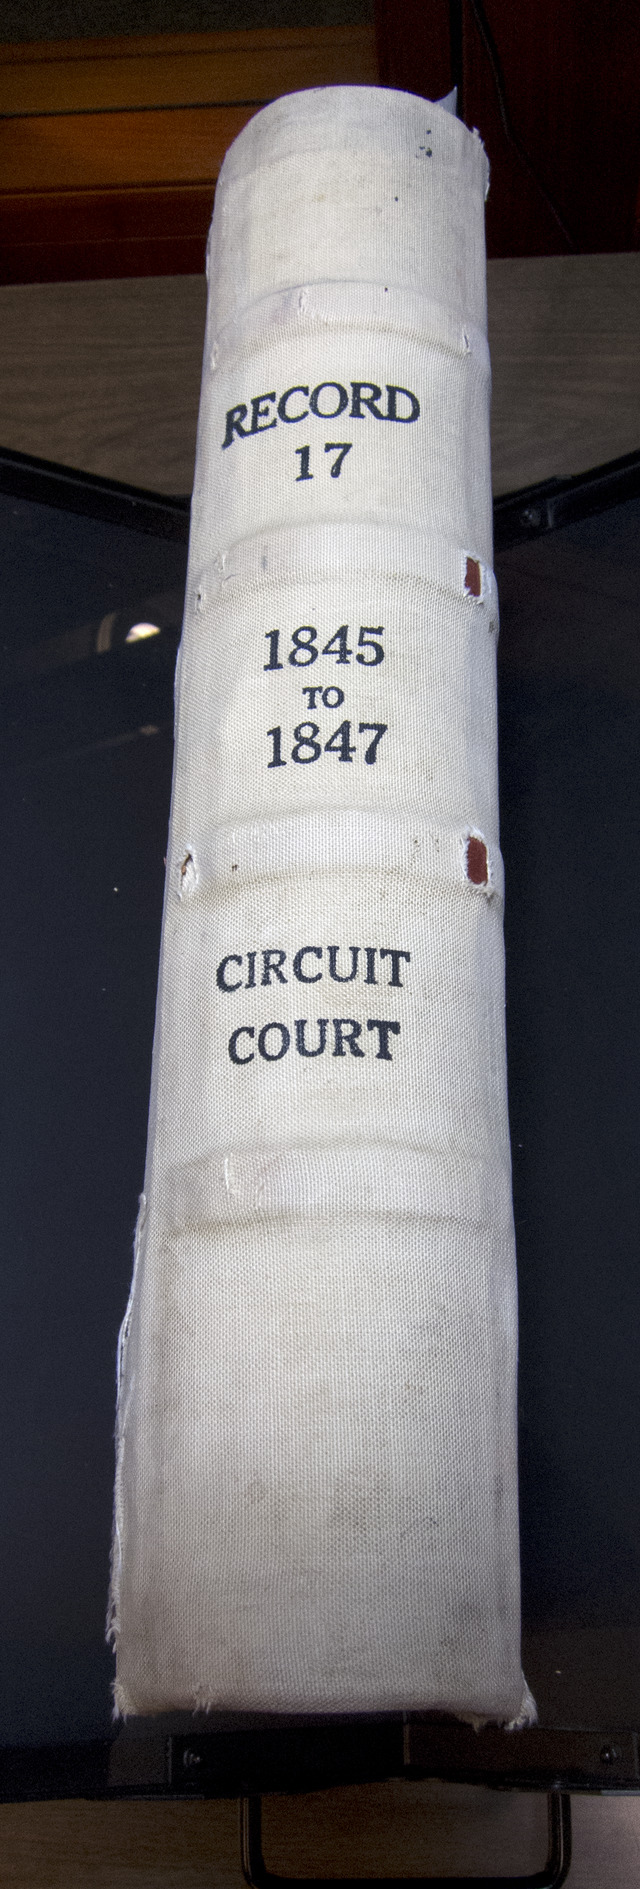 RECORD
17
1845
TO
1847
CIRCUIT
COURT